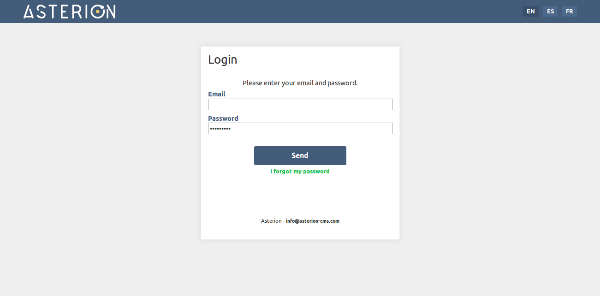 ASTERION
EN ES FR
Login
Please enter your email and password.
Email
Password
•••••••••
Send
I forgot my password
Asterion - info@asterion-cms.com